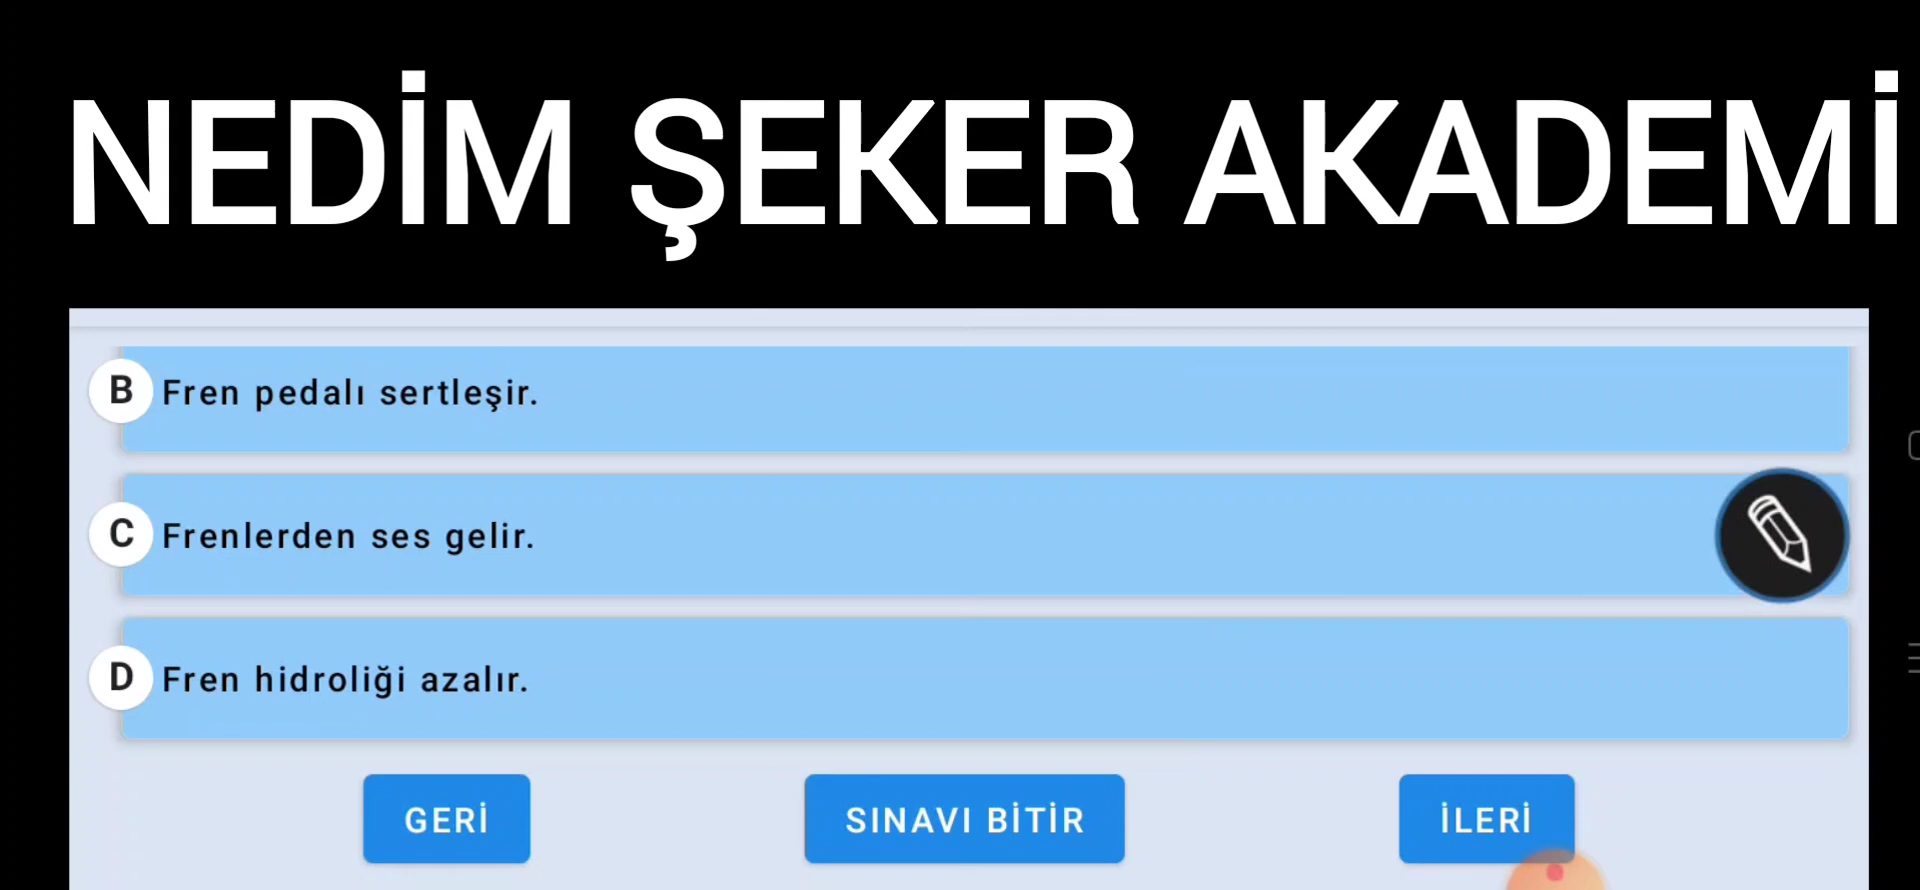 NEDİM ŞEKER AKADEMİ
B Fren pedalı sertleşir.
C Frenlerden ses gelir.
D Fren hidroliği azalır.
GERİ SINAVI BİTİR İLERİ